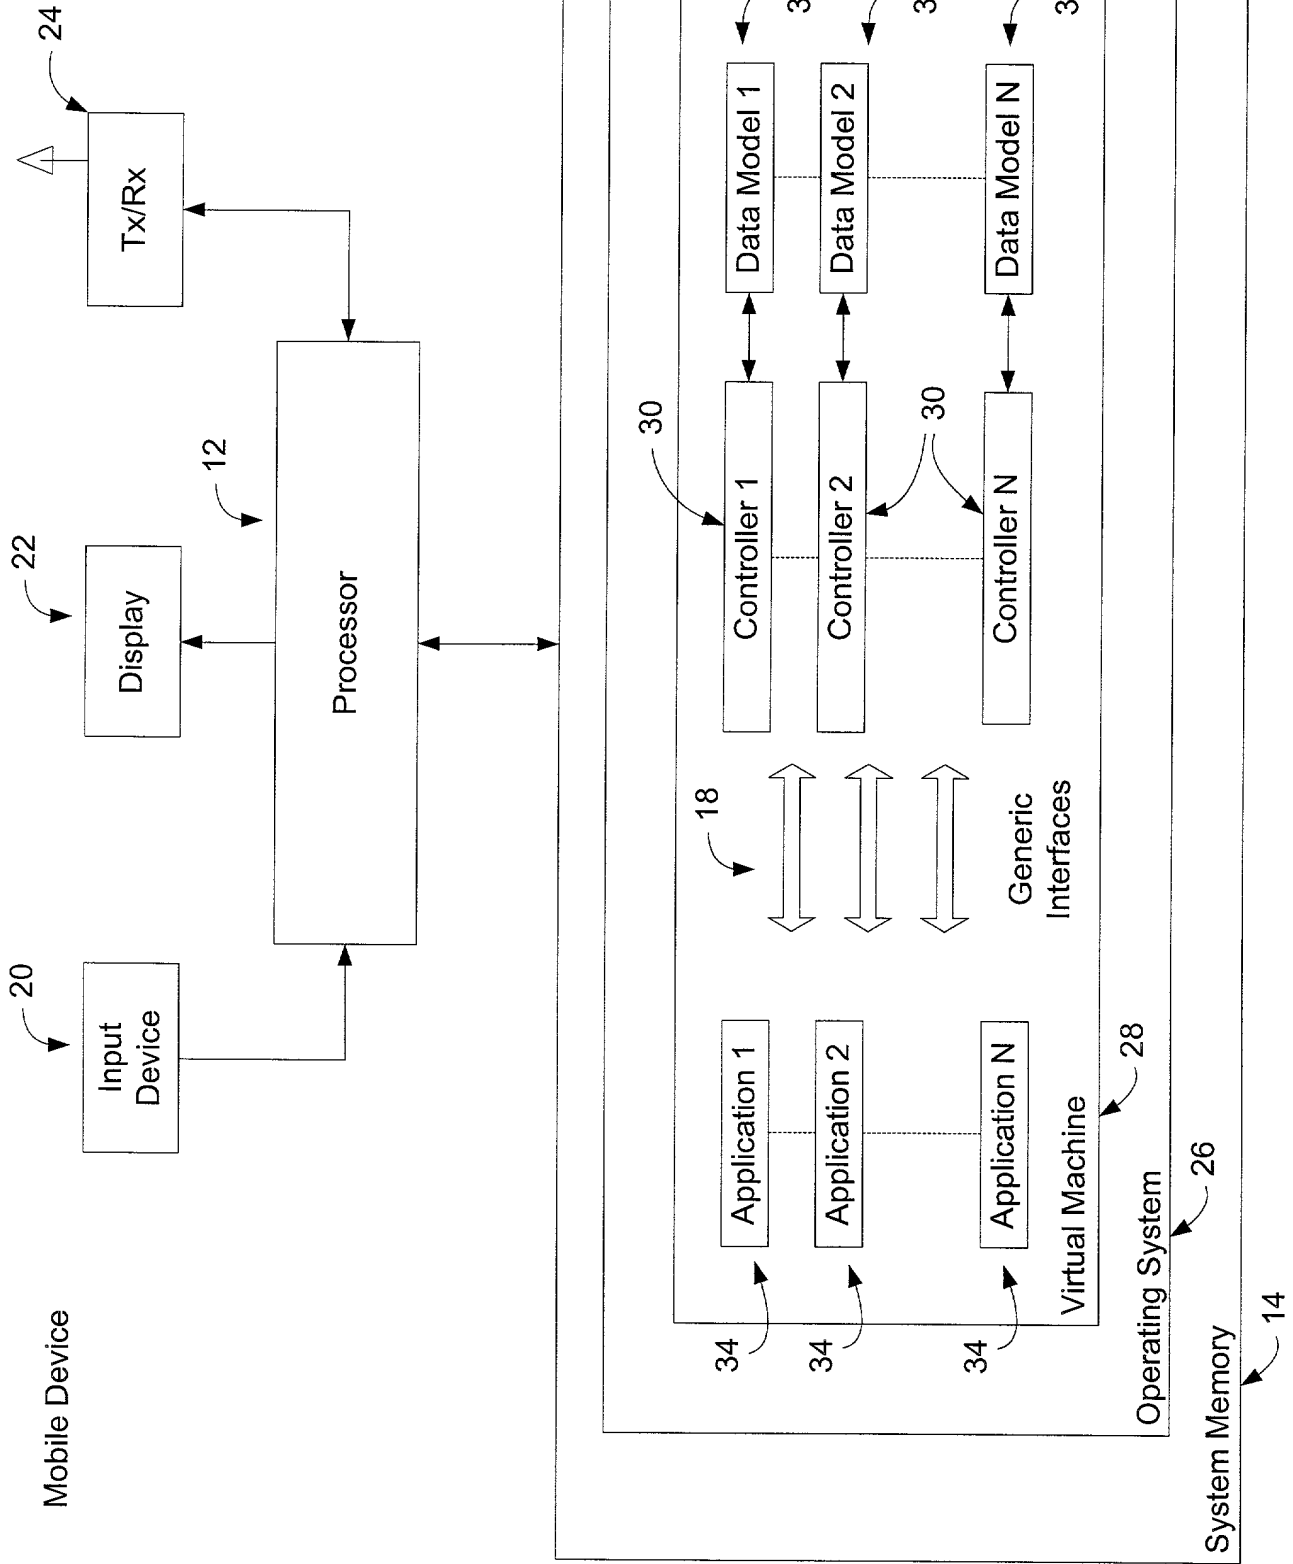 Mobile Device
20
22
24
Input
Device
Display
Tx/Rx
12
Processor
18
30
34
Application 1
Controller 1
Data Model 1
34
Application 2
Controller 2
Data Model 2
30
34
Application N
Generic
Interfaces
Controller N
Data Model N
Virtual Machine
28
Operating System
26
System Memory
14